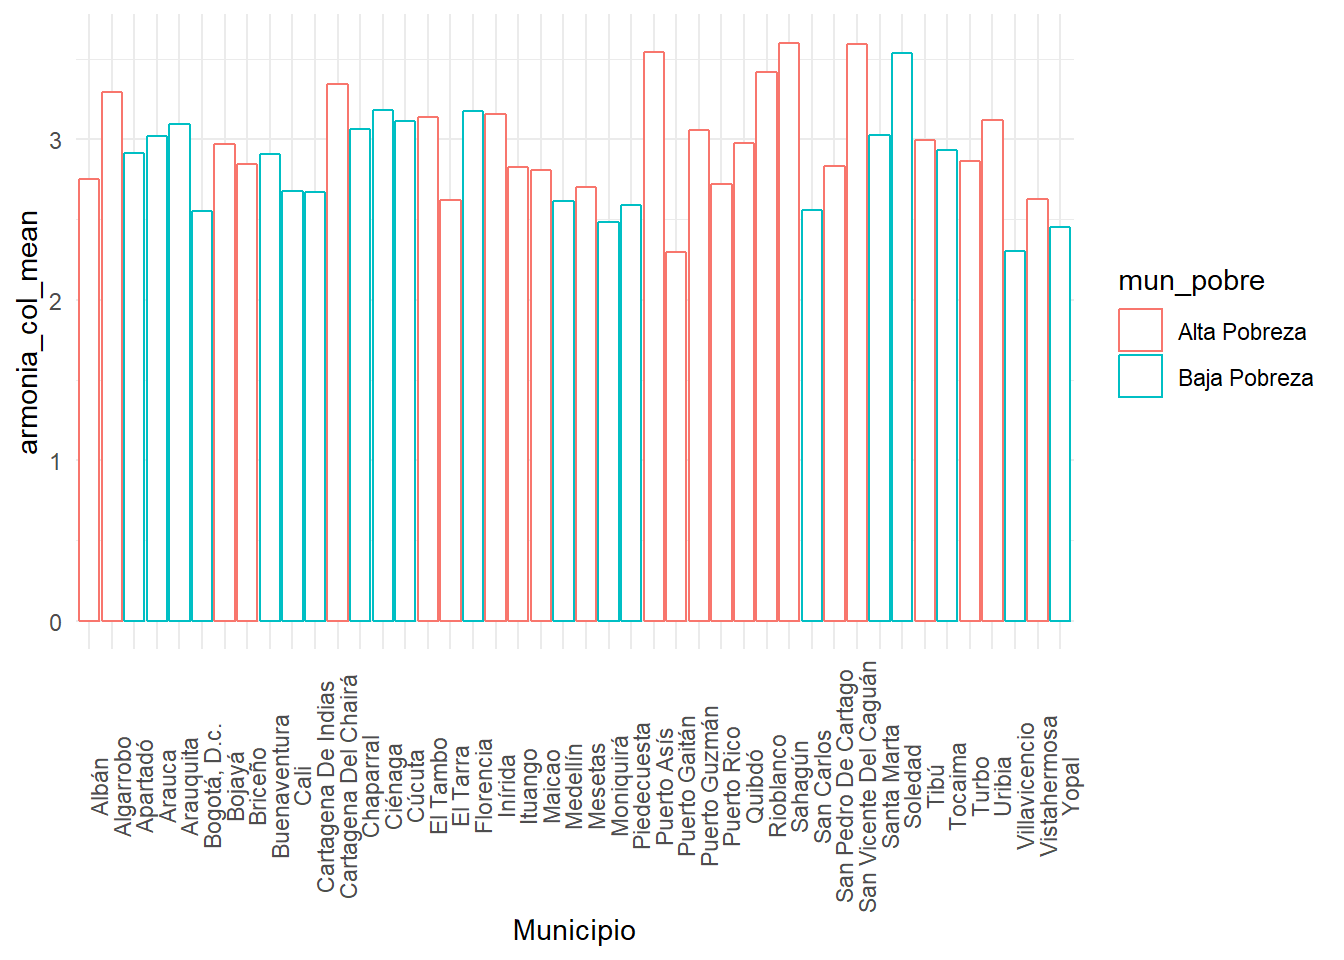 armonia_col_mean
3
2
1
0
Albán
Algarrobo
Apartadó
Arauca
Arauquita
Bogotá, D.c.
Bojayá
Briceño
Buenaventura
Cali
Cartagena De Indias
Cartagena Del Chairá
Chaparral
Ciénaga
Cúcuta
El Tambo
El Tarra
Florencia
Inírida
Ituango
Maicao
Medellín
Mesetas
Moniquirá
Piedecuesta
Puerto Asís
Puerto Gaitán
Puerto Guzmán
Puerto Rico
Quibdó
Rioblanco
Sahagún
San Carlos
San Pedro De Cartago
San Vicente Del Caguán
Santa Marta
Soledad
Tibú
Tocaima
Turbo
Uribia
Villavicencio
Vistahermosa
Yopal
Municipio
mun_pobre
Alta Pobreza
Baja Pobreza